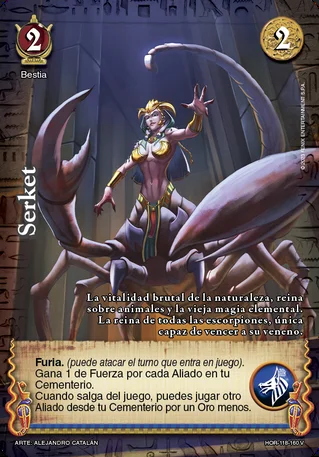 2
2
Bestia
Serket
La vitalidad brutal de la naturaleza, reina
sobre animales y la vieja magia elemental.
La reina de todas las escorpiones, única
capaz de vencer a su veneno.
Furia. (puede atacar el turno que entra en juego).
Gana 1 de Fuerza por cada Aliado en tu
Cementerio.
Cuando salga del juego, puedes jugar otro
Aliado desde tu Cementerio por un Oro menos.
ARTE: ALEJANDRO CATALÁN
HOR-118-160 V